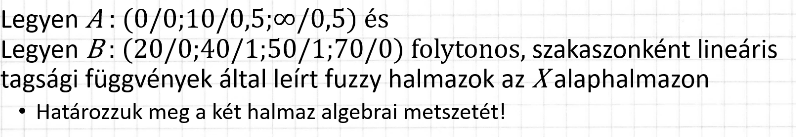 Legyen A: (0/0;10/0,5;∞/0,5) és
Legyen B: (20/0;40/1;50/1;70/0) folytonos, szakaszonként lineáris
tagsági függvények által leírt fuzzy halmazok az X alaphalmazon
• Határozzuk meg a két halmaz algebrai metszetét!